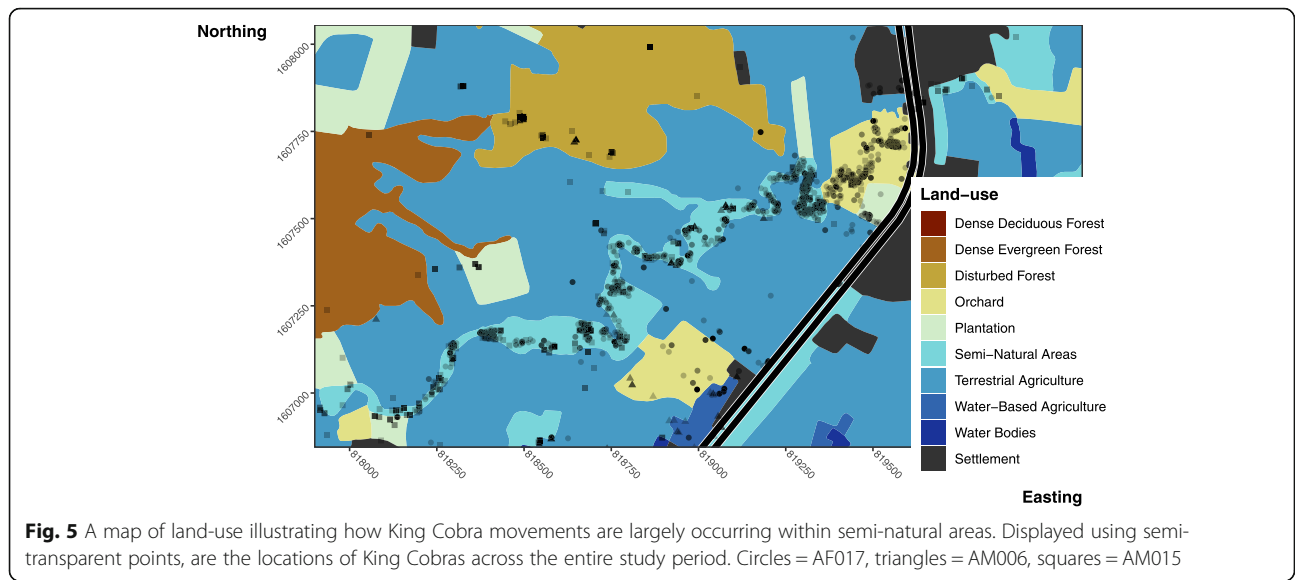 Northing
1608000
1607750
1607500
1607250
1607000
818000
818250
818500
818750
819000
819250
819500
Easting
Land-use
Dense Deciduous Forest
Dense Evergreen Forest
Disturbed Forest
Orchard
Plantation
Semi-Natural Areas
Terrestrial Agriculture
Water-Based Agriculture
Water Bodies
Settlement
Fig. 5 A map of land-use illustrating how King Cobra movements are largely occurring within semi-natural areas. Displayed using semi-
transparent points, are the locations of King Cobras across the entire study period. Circles = AF017, triangles = AM006, squares = AM015